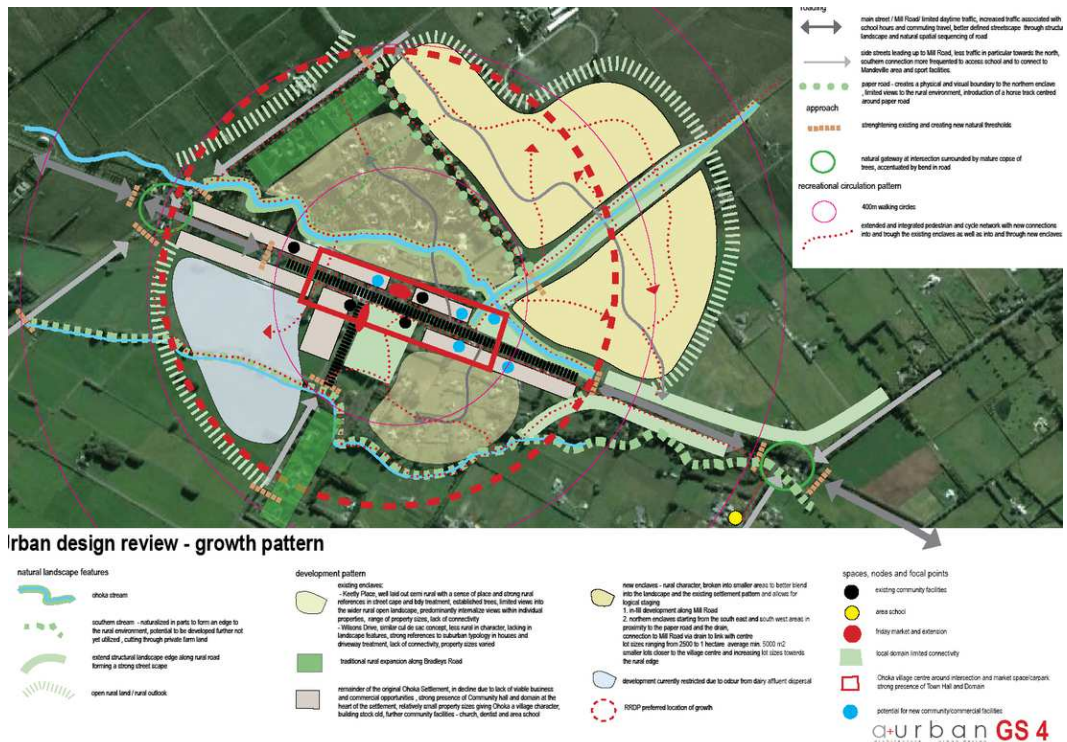 roading
main street / Mill Road/ limited daytime traffic, increased traffic associated with
school hours and commuting travel, better defined streetscape through structu
landscape and natural spatial sequencing of road
side streets leading up to Mill Road, less traffic in particular towards the north,
southern connection more frequented to access school and to connect to
Mandeville area and sport facilities.
paper road - creates a physical and visual boundary to the northern enclave
, limited views to the rural environment, introduction of a horse track centred
around paper road
approach
strengthening existing and creating new natural thresholds
natural gateway at intersection surrounded by mature copse of
trees, accentuated by bend in road
recreational circulation pattern
400m walking circles
extended and integrated pedestrian and cycle network with new connections
into and trough the existing enclaves as well as into and through new enclaves
Urban design review - growth pattern
natural landscape features
ohoka stream
southern stream - naturalized in parts to form an edge to
the rural environment, potential to be developed further not
yet utilized , cutting through private farm land
extend structural landscape edge along rural road
forming a strong street scape
open rural land / rural outlook
development pattern
existing enclaves:
- Keetly Place, well laid out semi rural with a sense of place and strong rural
references in street cape and bdy treatment, established trees, limited views into
the wider rural open landscape, predominantly internalize views within individual
properties, range of property sizes, lack of connectivity
- Wilsons Drive, similar cul de sac concept, less rural in character, lacking in
landscape features, strong references to suburban typology in houses and
driveway treatment, lack of connectivity, property sizes varied
traditional rural expansion along Bradleys Road
remainder of the original Ohoka Settlement, in decline due to lack of viable business
and commercial opportunities , strong presence of Community hall and domain at the
heart of the settlement, relatively small property sizes giving Ohoka a village character,
building stock old, further community facilities - church, dentist and area school
new enclaves - rural character, broken into smaller areas to better blend
into the landscape and the existing settlement pattern and allows for
logical staging
1. in-fill development along Mill Road
2. northern enclaves starting from the south east and south west areas in
proximity to the paper road and the drain,
connection to Mill Road via drain to link with centre
lot sizes ranging from 2500 to 1 hectare average min. 5000 m2
smaller lots closer to the village centre and increasing lot sizes towards
the rural edge
development currently restricted due to odour from dairy affluent dispersal
RRDP preferred location of growth
spaces, nodes and focal points
existing community facilities
area school
friday market and extension
local domain limited connectivity
Ohoka village centre around intersection and market space/carpark
strong presence of Town Hall and Domain
potential for new community/commercial facilities
a+urban GS 4